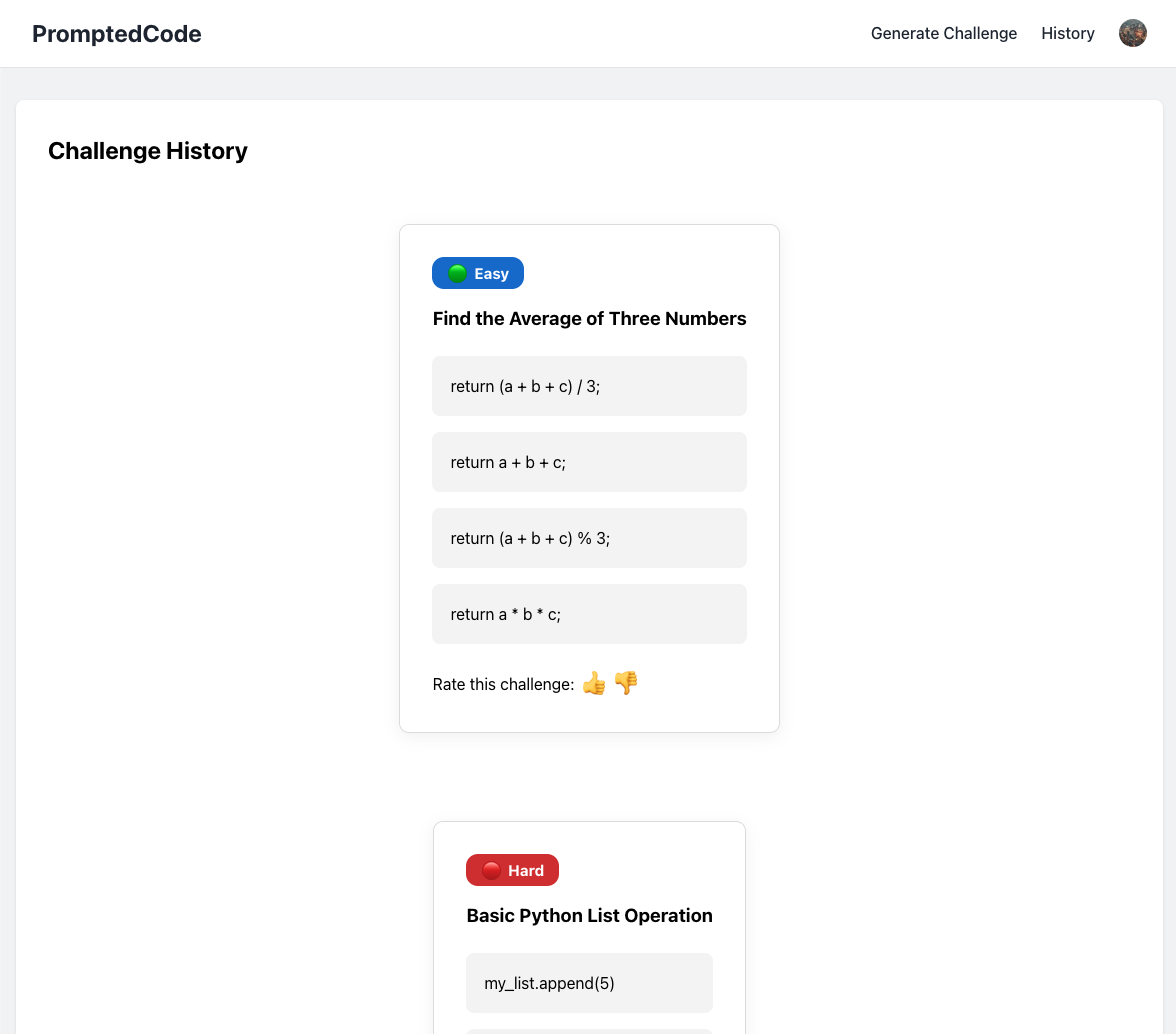 PromptedCode
Generate Challenge
History
Challenge History
Easy
Find the Average of Three Numbers
return (a + b + c) / 3;
return a + b + c;
return (a + b + c) % 3;
return a * b * c;
Rate this challenge:
Hard
Basic Python List Operation
my_list.append(5)